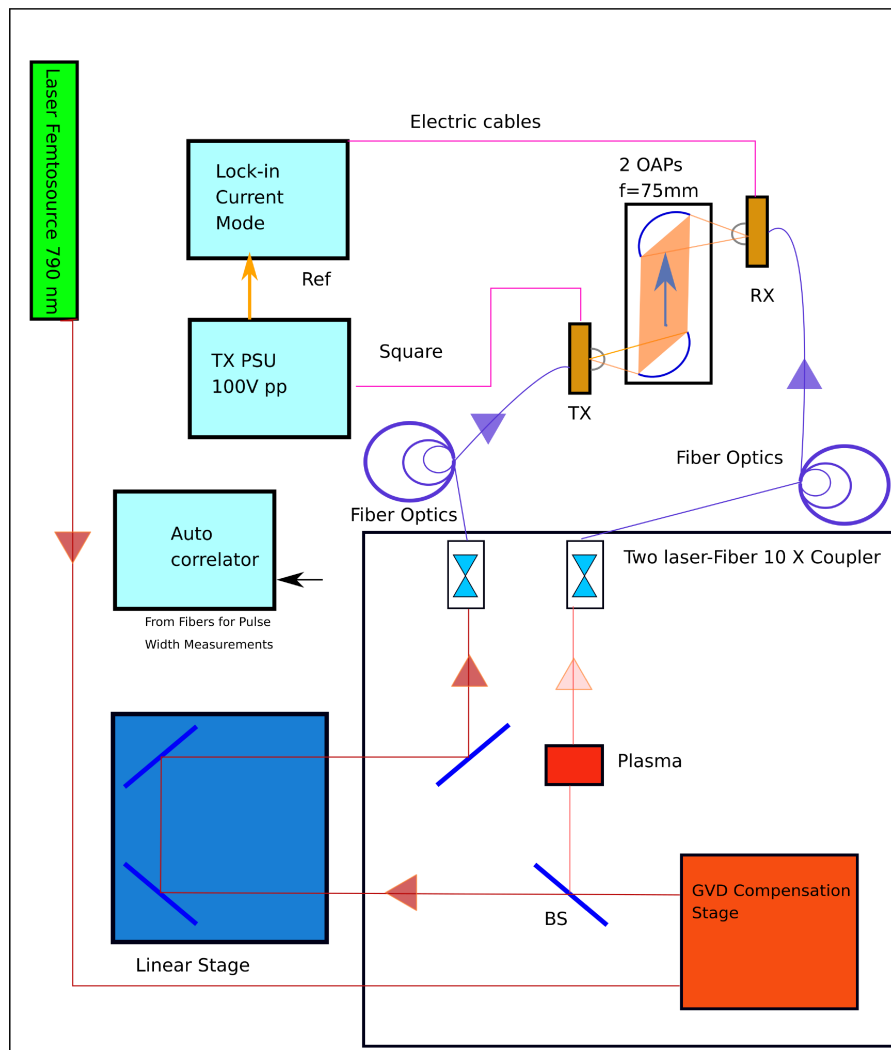 Laser Femtosource 790 nm
Electric cables
Lock-in
Current
Mode
2 OAPs
f=75mm
Ref
RX
TX PSU
100V pp
Square
TX
Fiber Optics
Fiber Optics
Auto
correlator
Two laser-Fiber 10 X Coupler
From Fibers for Pulse
Width Measurements
Plasma
GVD Compensation
Stage
BS
Linear Stage